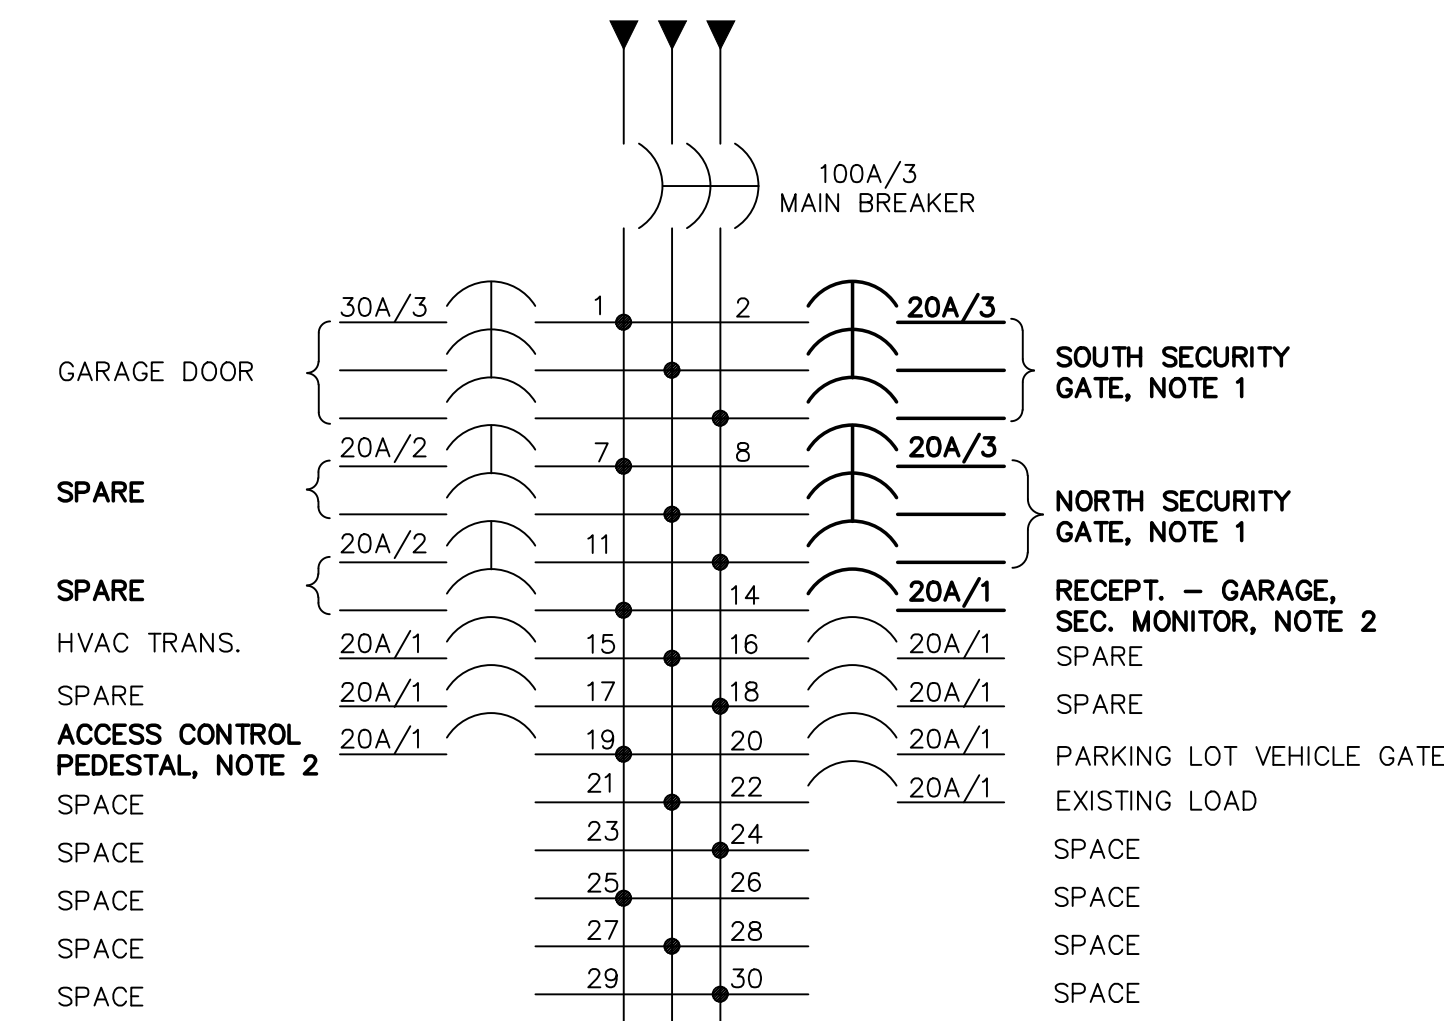 100A/3
MAIN BREAKER
30A/3
1
2
20A/3
GARAGE DOOR
SOUTH SECURITY
GATE, NOTE 1
20A/2
7
8
20A/3
SPARE
NORTH SECURITY
GATE, NOTE 1
20A/2
11
SPARE
14
20A/1
RECEPT. – GARAGE,
SEC. MONITOR, NOTE 2
HVAC TRANS.
20A/1
15
16
20A/1
SPARE
SPARE
20A/1
17
18
20A/1
SPARE
ACCESS CONTROL
PEDESTAL, NOTE 2
20A/1
19
20
20A/1
PARKING LOT VEHICLE GATE
SPACE
21
22
20A/1
EXISTING LOAD
SPACE
23
24
SPACE
SPACE
25
26
SPACE
SPACE
27
28
SPACE
SPACE
29
30
SPACE